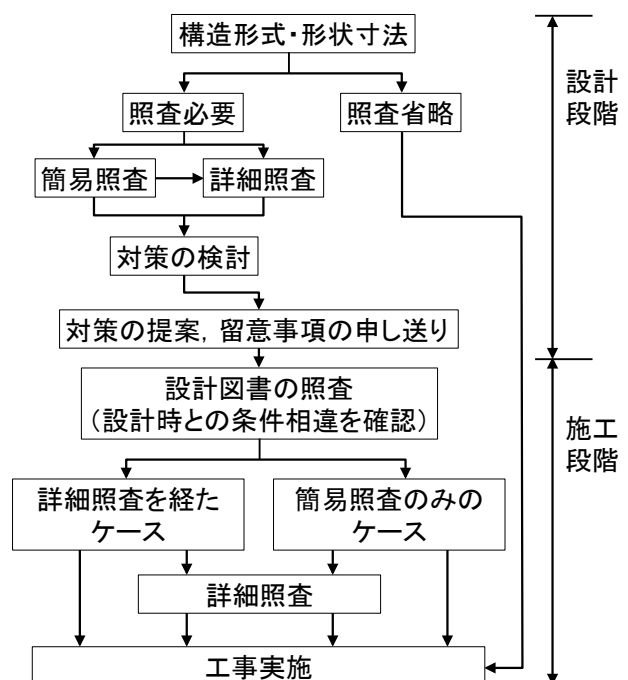 構造形式・形状寸法
照査必要
照査省略
簡易照査
詳細照査
対策の検討
対策の提案，留意事項の申し送り
設計図書の照査
（設計時との条件相違を確認）
詳細照査を経た
ケース
簡易照査のみの
ケース
詳細照査
工事実施
設計
段階
施工
段階